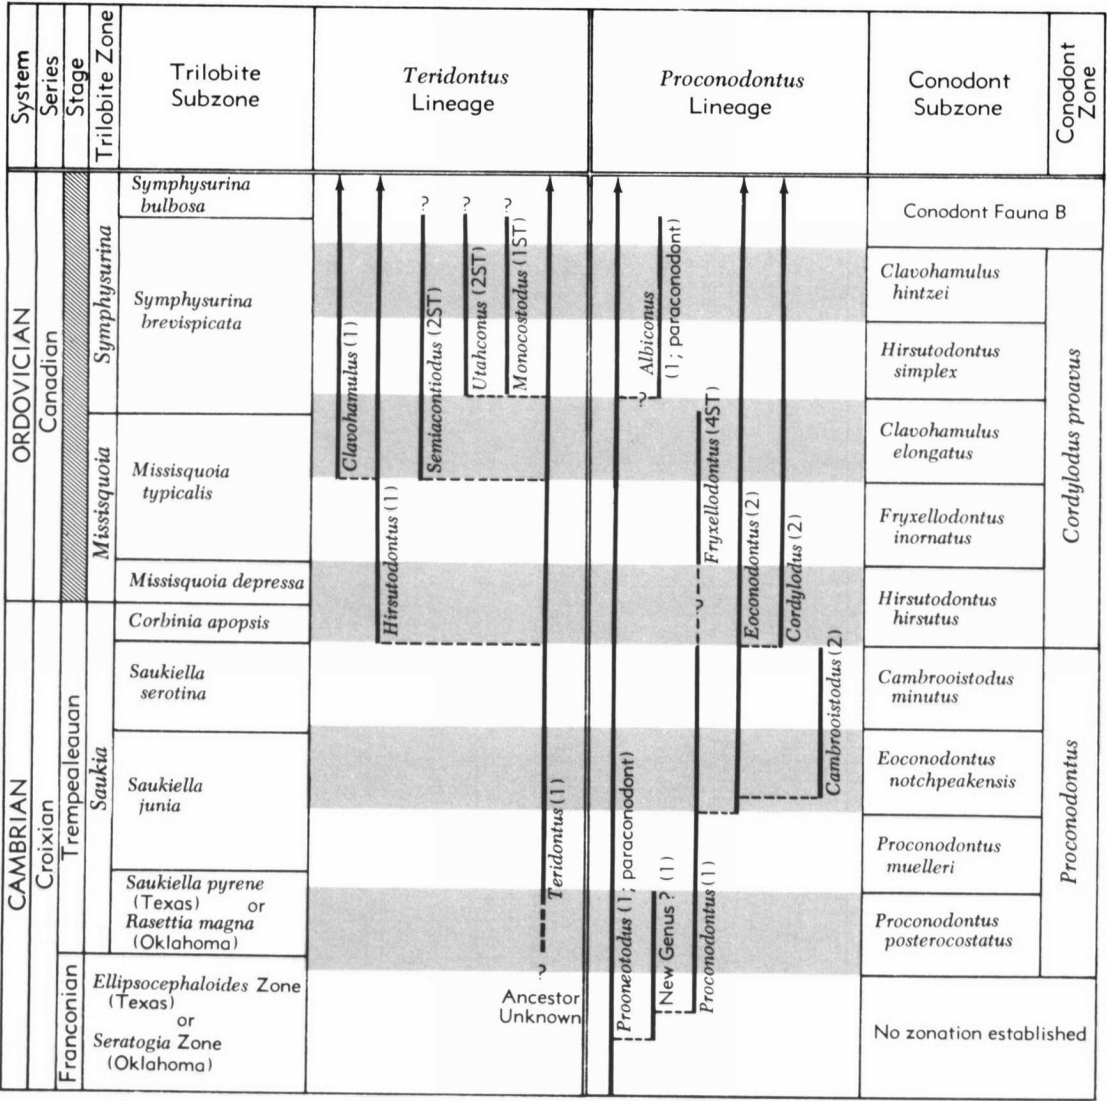 System
Series
Stage
Trilobite Zone
Trilobite
Subzone
Teridontus
Lineage
Proconodontus
Lineage
Conodont
Subzone
Conodont
Zone
ORDOVICIAN
Canadian
Symphysurina
Symphysurina
bulbosa
Symphysurina
brevispicata
Missisquoia
Missisquoia
typicalis
Missisquoia depressa
CAMBRIAN
Croixian
Trempealeauan
Saukia
Corbinia apopsis
Saukiella
serotina
Saukiella
junia
Saukiella pyrene
(Texas) or
Rasettia magna
(Oklahoma)
Franconian
Ellipsocephaloides Zone
(Texas)
or
Seratogia Zone
(Oklahoma)
Clavohamulus (1)
Hirsutodontus (1)
?
Semiacontiodus (2ST)
?
Utahconus (2ST)
?
Monocostodus (1ST)
Teridontus (1)
?
Ancestor
Unknown
Prooneotodus (1; paraconodont)
New Genus? (1)
Albiconus
(1; paraconodont)
?
Proconodontus (1)
Fryxellodontus (4ST)
?
Eoconodontus (2)
Cordylodus (2)
Cambrooistodus (2)
Conodont Fauna B
Clavohamulus
hintzei
Hirsutodontus
simplex
Clavohamulus
elongatus
Fryxellodontus
inornatus
Hirsutodontus
hirsutus
Cordylodus proavus
Cambrooistodus
minutus
Eoconodontus
notchpeakensis
Proconodontus
muelleri
Proconodontus
posterocostatus
Proconodontus
No zonation established